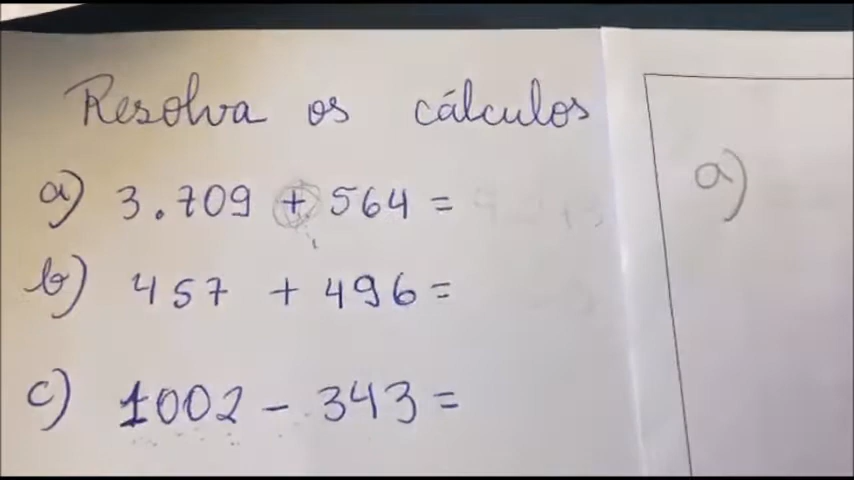 Resolva os cálculos
a) 3.709 + 564 =
b) 457 + 496 =
c) 1002 - 343 =
a)